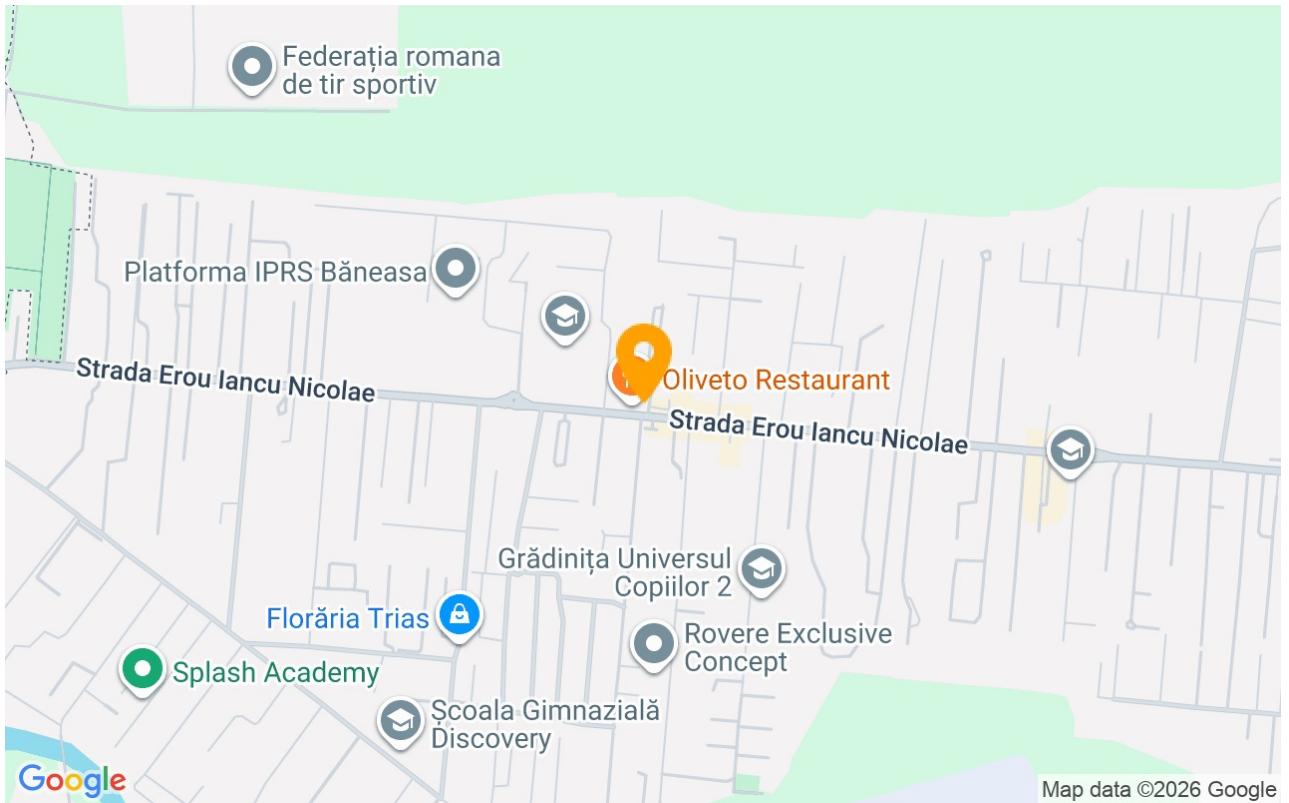 Federația romana
de tir sportiv
Platforma IPRS Băneasa
Strada Erou Iancu Nicolae
Oliveto Restaurant
Strada Erou Iancu Nicolae
Grădinița Universul
Copiilor 2
Florăria Trias
Rovere Exclusive
Concept
Splash Academy
Școala Gimnazială
Discovery
Google
Map data ©2026 Google